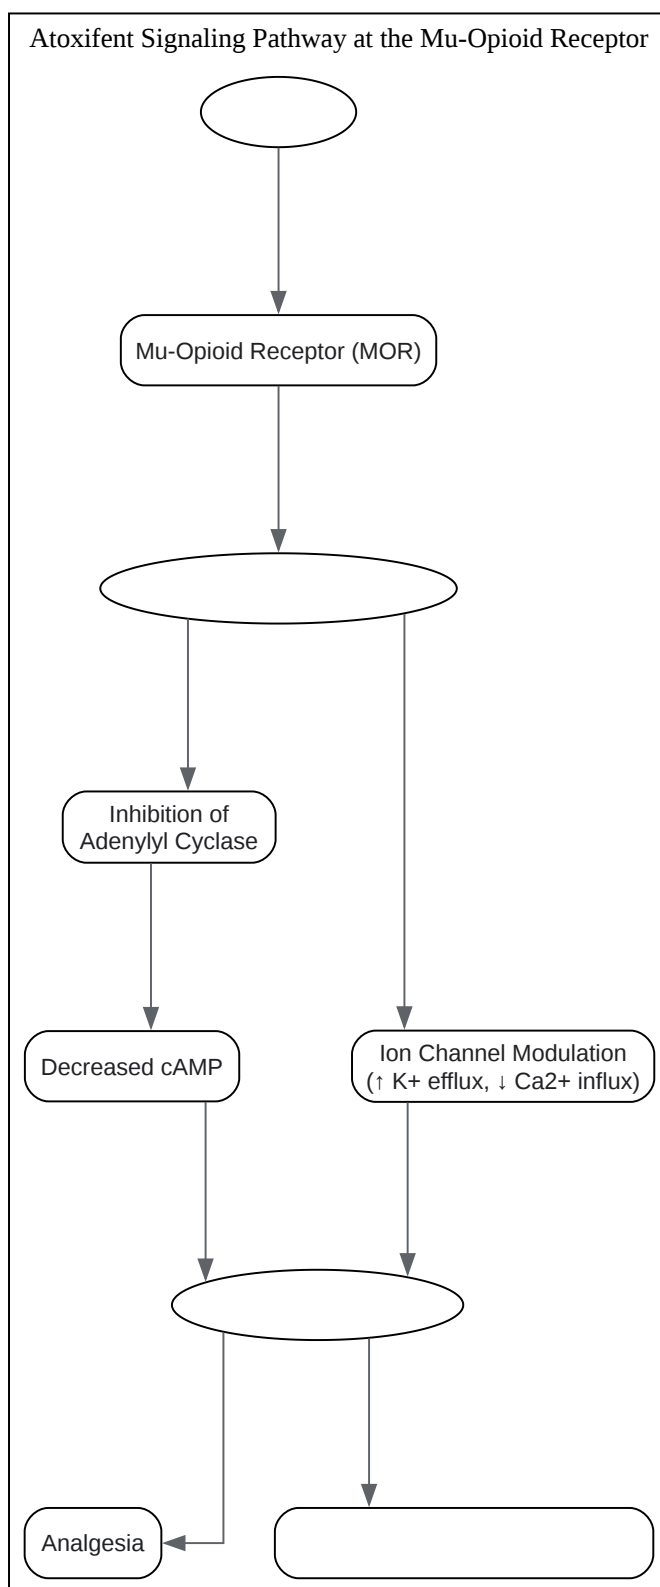 Atoxifent Signaling Pathway at the Mu-Opioid Receptor
Mu-Opioid Receptor (MOR)
Inhibition of
Adenylyl Cyclase
Decreased cAMP
Ion Channel Modulation
(↑ K+ efflux, ↓ Ca2+ influx)
Analgesia